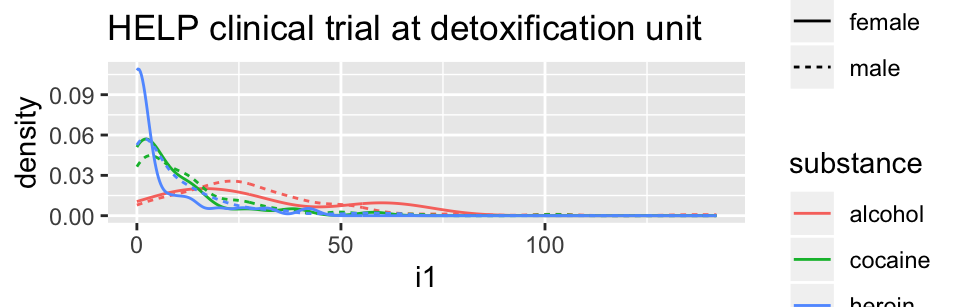 HELP clinical trial at detoxification unit
density
0.09
0.06
0.03
0.00
0
50
100
i1
female
male
substance
alcohol
cocaine
heroin